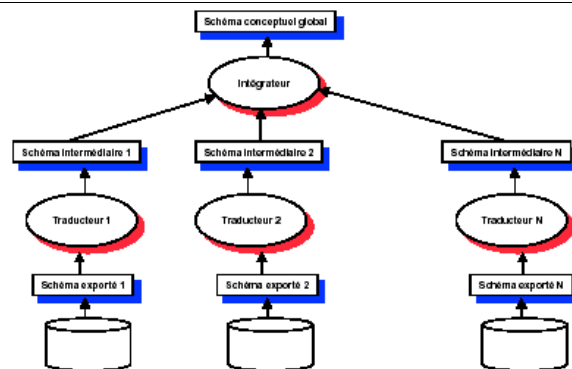 Schéma conceptuel global
Intégrateur
Schéma intermédiaire 1
Schéma intermédiaire 2
Schéma intermédiaire N
Traducteur 1
Traducteur 2
Traducteur N
Schéma exporté 1
Schéma exporté 2
Schéma exporté N